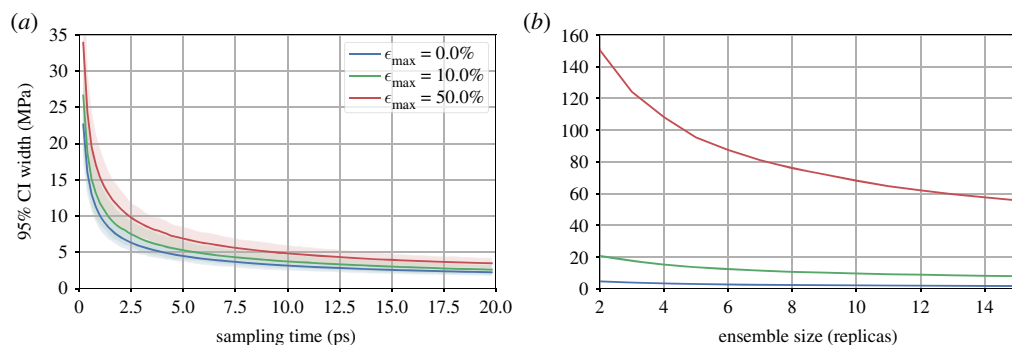 (a)
35
30
25
20
15
10
5
0
95% CI width (MPa)
ϵmax = 0.0%
ϵmax = 10.0%
ϵmax = 50.0%
0 2.5 5.0 7.5 10.0 12.5 15.0 17.5 20.0
sampling time (ps)
(b)
160
140
120
100
80
60
40
20
0
2 4 6 8 10 12 14
ensemble size (replicas)